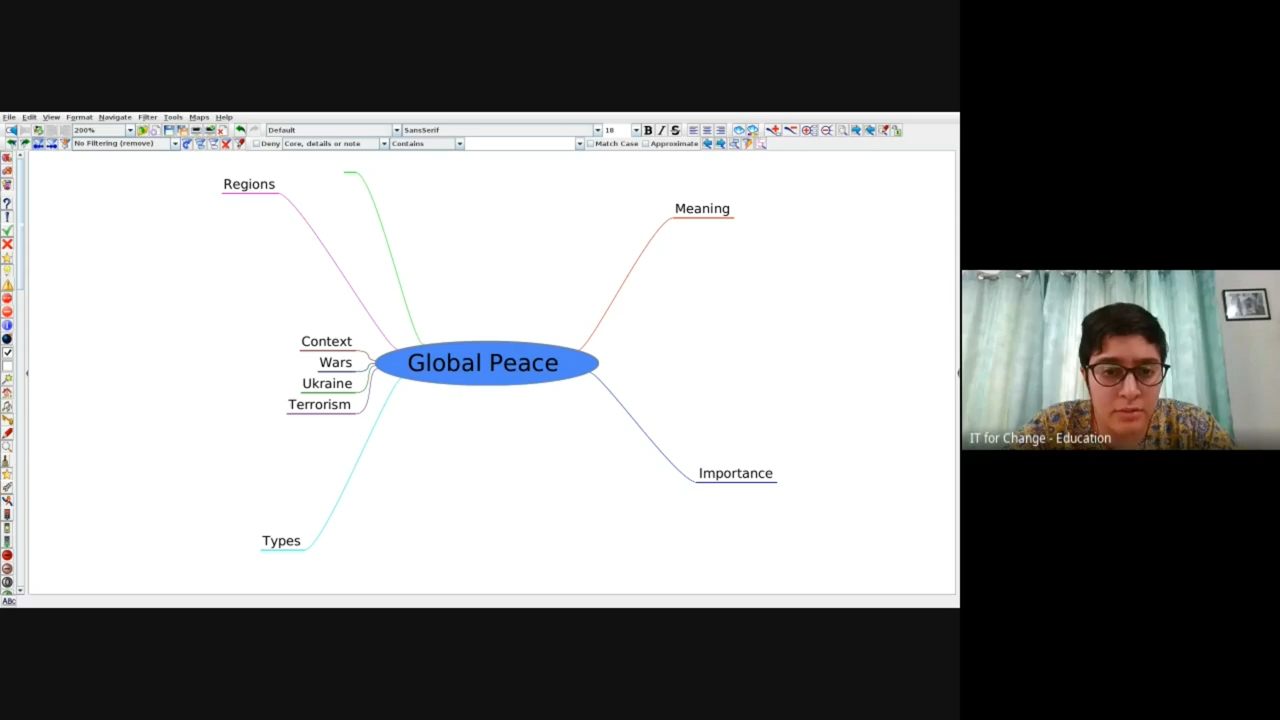 File Edit View Format Navigate Filter Tools Maps Help
200% Default SansSerif 18 B I S
No Filtering (remove) Deny Core, details or note Contains Match Case Approximate
Regions
Meaning
Context
Wars
Ukraine
Terrorism
Global Peace
Importance
Types
ABC
IT for Change - Education